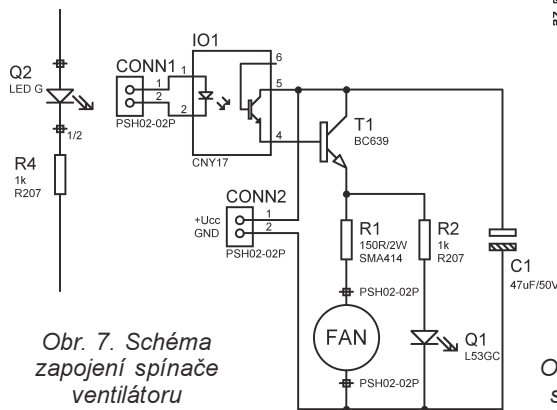 Q2
LED G
1/2
R4
1k
R207
CONN1
1
2
PSH02-02P
IO1
1
2
6
5
4
CNY17
T1
BC639
CONN2
+Ucc
GND
1
2
PSH02-02P
R1
150R/2W
SMA414
R2
1k
R207
C1
47uF/50V
PSH02-02P
FAN
Q1
L53GC
PSH02-02P
Obr. 7. Schéma
zapojení spínače
ventilátoru